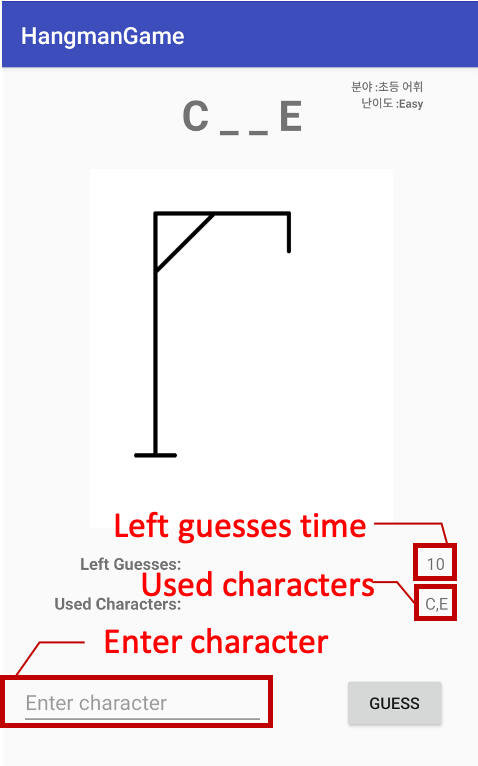 HangmanGame
분야 :초등 어휘
난이도 :Easy
C _ _ E
Left guesses time
Left Guesses:
10
Used characters
Used Characters:
C,E
Enter character
Enter character
GUESS